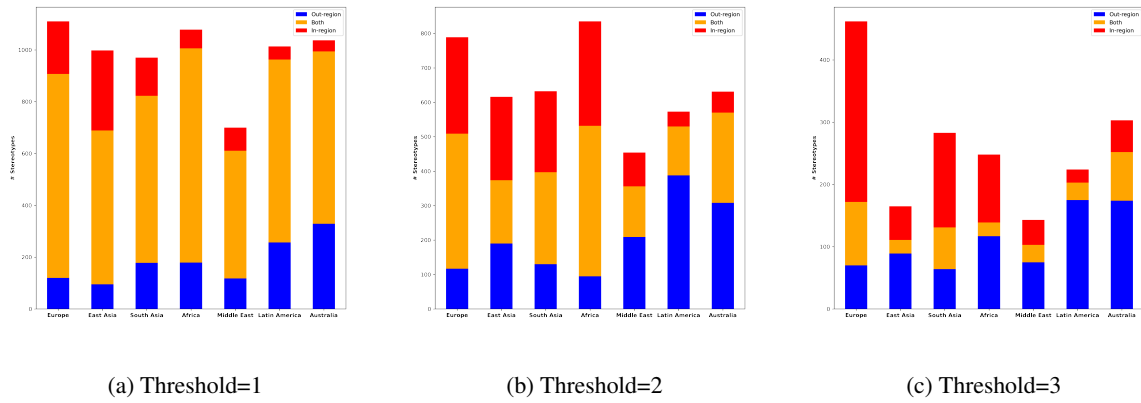 Out-region
Both
In-region
# Stereotypes
1000
800
600
400
200
0
Europe East Asia South Asia Africa Middle East Latin America Australia
(a) Threshold=1
Out-region
Both
In-region
# Stereotypes
800
700
600
500
400
300
200
100
0
Europe East Asia South Asia Africa Middle East Latin America Australia
(b) Threshold=2
Out-region
Both
In-region
# Stereotypes
400
300
200
100
0
Europe East Asia South Asia Africa Middle East Latin America Australia
(c) Threshold=3